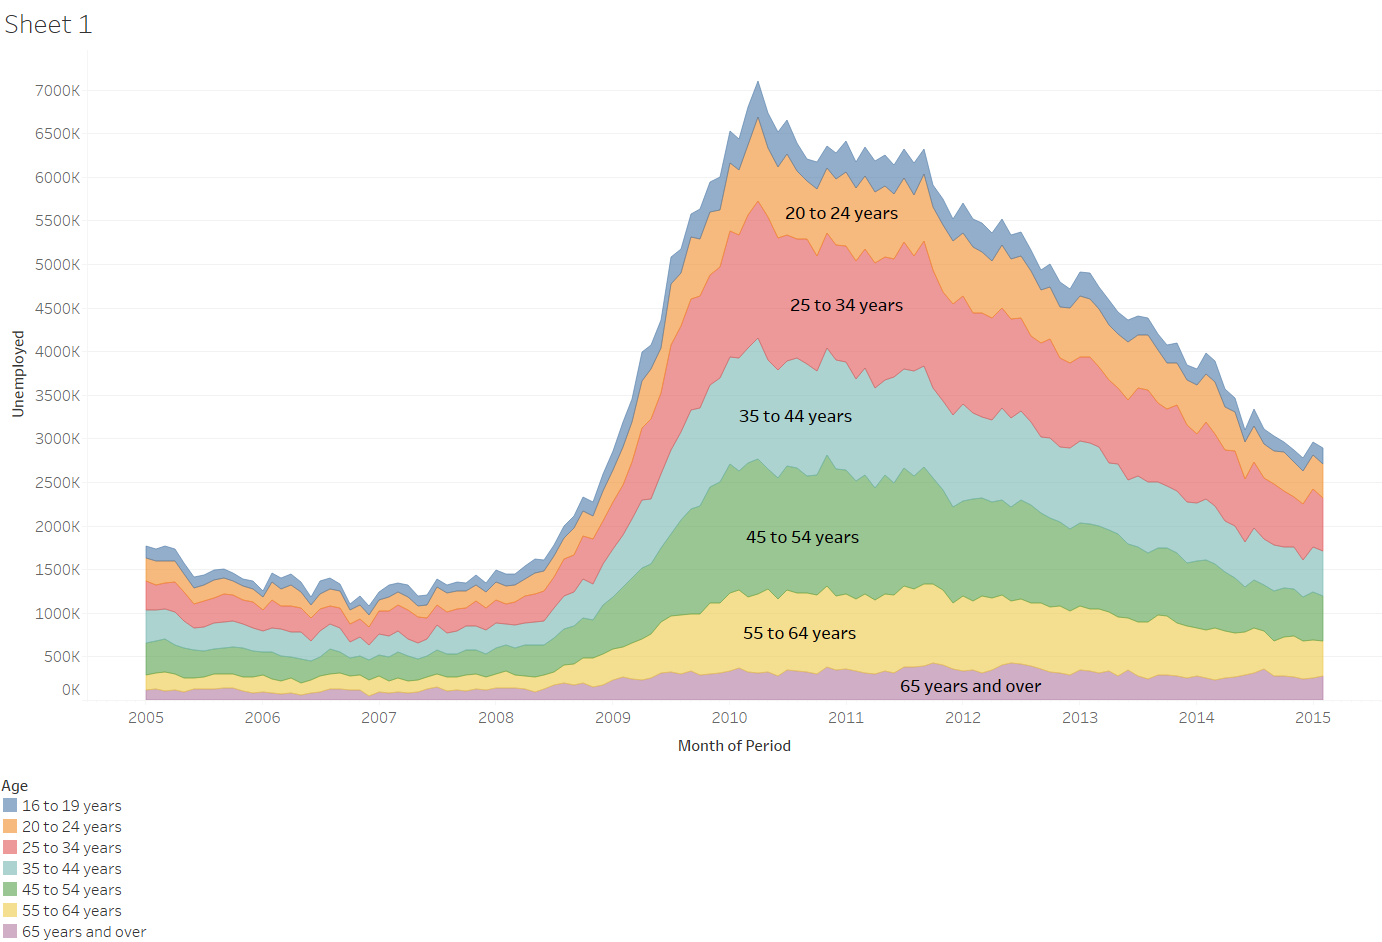 Sheet 1
7000K
6500K
6000K
5500K
5000K
4500K
4000K
3500K
3000K
2500K
2000K
1500K
1000K
500K
0K
Unemployed
20 to 24 years
25 to 34 years
35 to 44 years
45 to 54 years
55 to 64 years
65 years and over
2005 2006 2007 2008 2009 2010 2011 2012 2013 2014 2015
Month of Period
Age
16 to 19 years
20 to 24 years
25 to 34 years
35 to 44 years
45 to 54 years
55 to 64 years
65 years and over